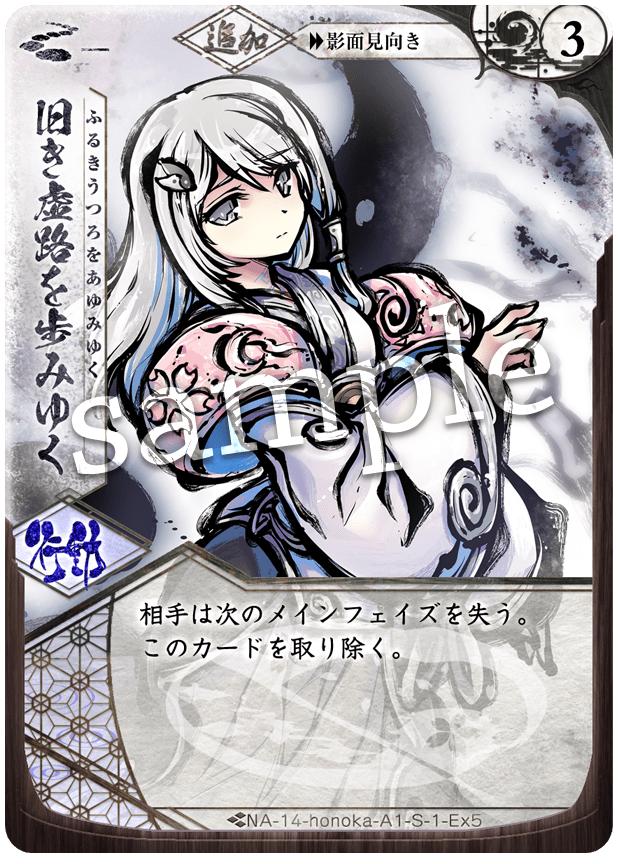 追加
影面見向き
3
旧き虚路を歩みゆく
ふるきうつろをあゆみゆく
sample
行動
相手は次のメインフェイズを失う。
このカードを取り除く。
NA-14-honoka-A1-S-1-Ex5